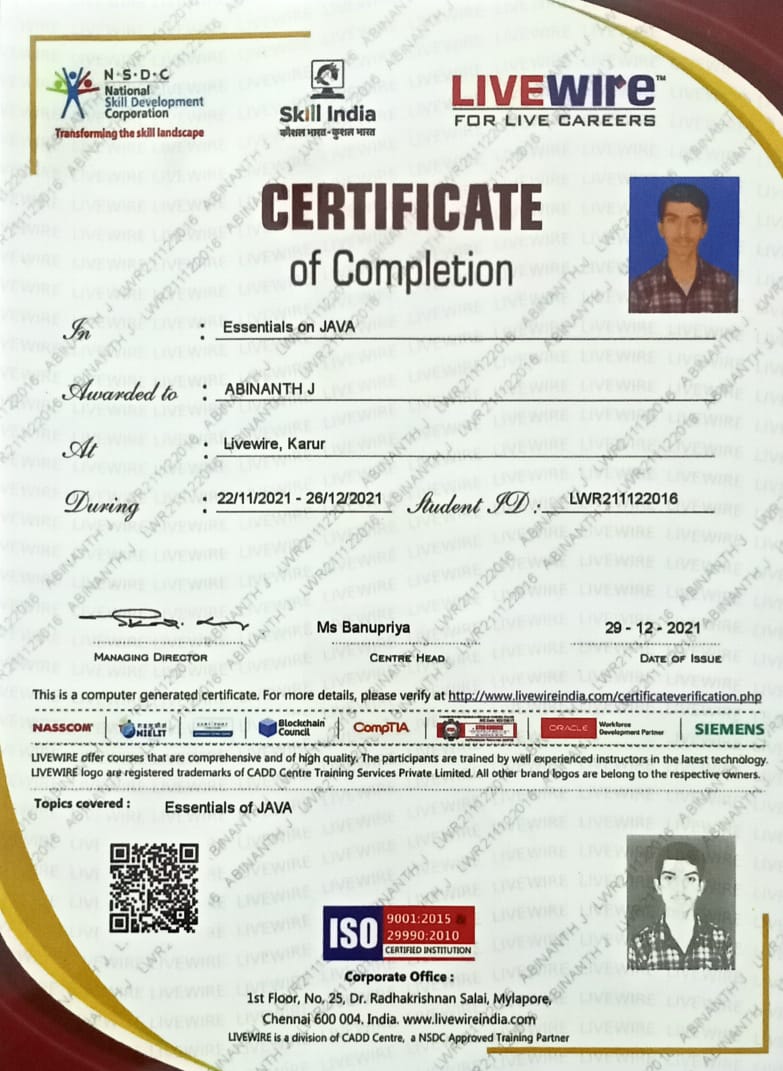 N·S·D·C
National
Skill Development
Corporation
Transforming the skill landscape
Skill India
कौशल भारत-कुशल भारत
LIVEWIRE™
FOR LIVE CAREERS
CERTIFICATE
of Completion
In : Essentials on JAVA
Awarded to : ABINANTH J
At : Livewire, Karur
During : 22/11/2021 - 26/12/2021 Student ID : LWR211122016
Ms Banupriya 29 - 12 - 2021
MANAGING DIRECTOR CENTRE HEAD DATE OF ISSUE
This is a computer generated certificate. For more details, please verify at http://www.livewireindia.com/certificateverification.php
NASSCOM NIELIT Blockchain Council CompTIA ORACLE Workforce Development Partner SIEMENS
LIVEWIRE offer courses that are comprehensive and of high quality. The participants are trained by well experienced instructors in the latest technology.
LIVEWIRE logo are registered trademarks of CADD Centre Training Services Private Limited. All other brand logos are belong to the respective owners.
Topics covered : Essentials of JAVA
ISO 9001:2015
29990:2010
CERTIFIED INSTITUTION
Corporate Office :
1st Floor, No, 25, Dr. Radhakrishnan Salai, Mylapore,
Chennai 600 004. India. www.livewireindia.com
LIVEWIRE is a division of CADD Centre, a NSDC Approved Training Partner